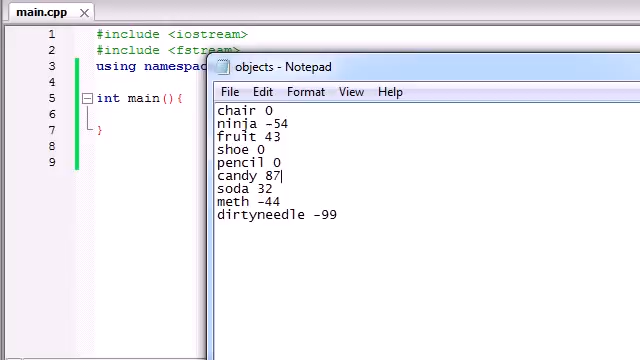 main.cpp
1 #include <iostream>
2 #include <fstream>
3 using namespac
4
5 int main(){
6
7 }
8
9
objects - Notepad
File Edit Format View Help
chair 0
ninja -54
fruit 43
shoe 0
pencil 0
candy 87
soda 32
meth -44
dirtyneedle -99